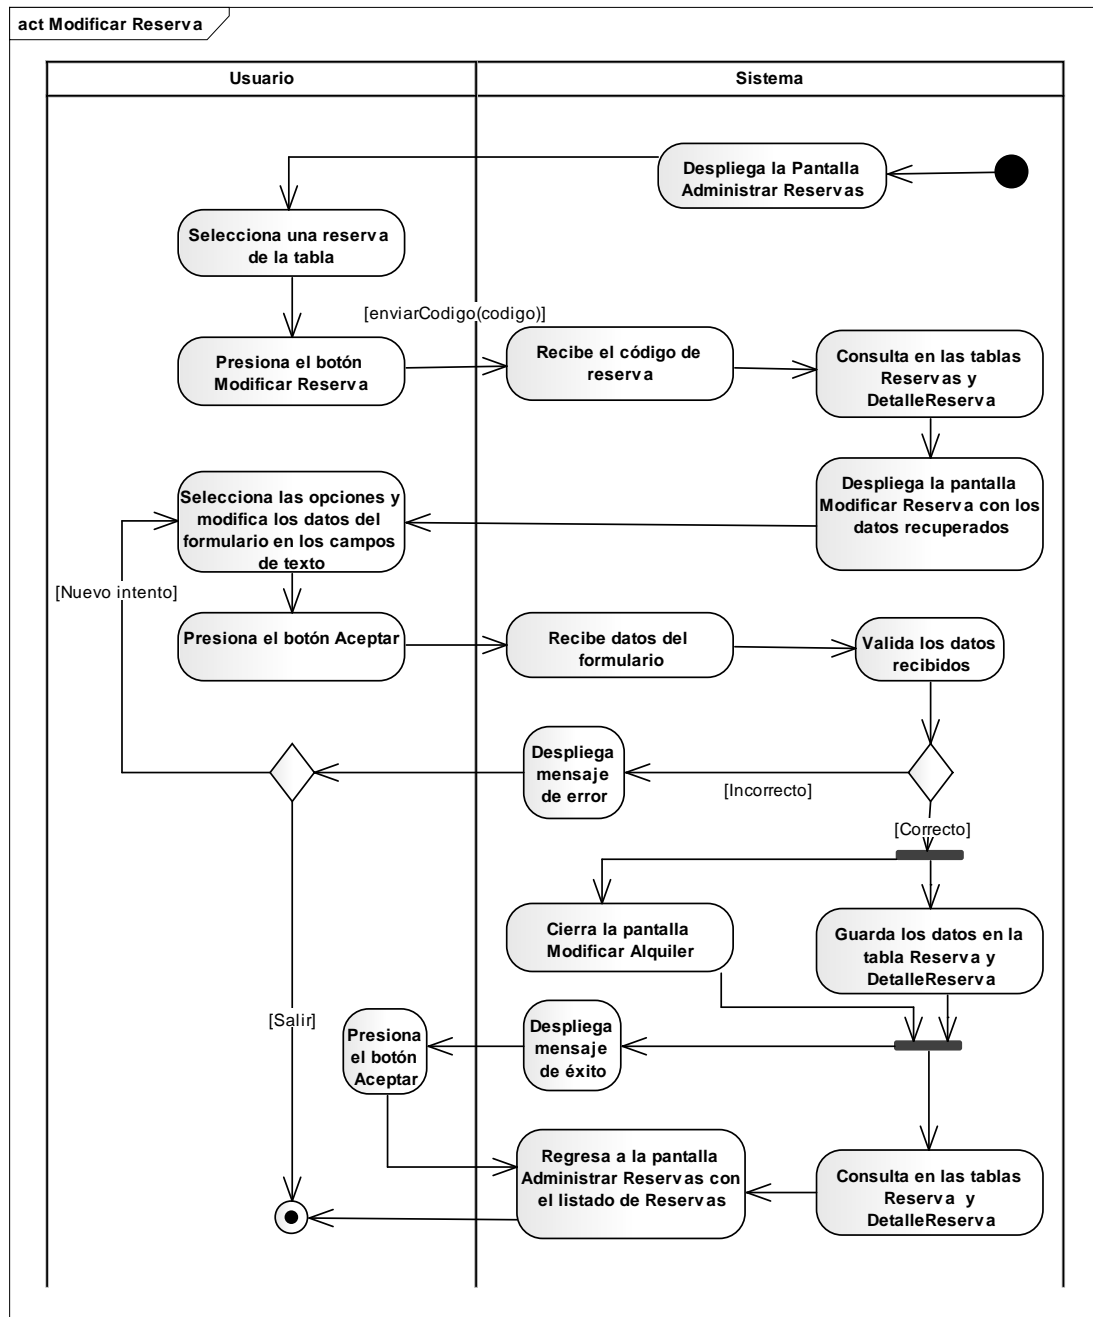 act Modificar Reserva
Usuario
Sistema
Despliega la Pantalla
Administrar Reservas
Selecciona una reserva
de la tabla
[enviarCodigo(codigo)]
Presiona el botón
Modificar Reserva
Recibe el código de
reserva
Consulta en las tablas
Reservas y
DetalleReserva
Despliega la pantalla
Modificar Reserva con los
datos recuperados
Selecciona las opciones y
modifica los datos del
formulario en los campos
de texto
[Nuevo intento]
Presiona el botón Aceptar
Recibe datos del
formulario
Valida los datos
recibidos
Despliega
mensaje
de error
[Incorrecto]
[Correcto]
Cierra la pantalla
Modificar Alquiler
Guarda los datos en la
tabla Reserva y
DetalleReserva
[Salir]
Presiona
el botón
Aceptar
Despliega
mensaje
de éxito
Regresa a la pantalla
Administrar Reservas con
el listado de Reservas
Consulta en las tablas
Reserva y
DetalleReserva